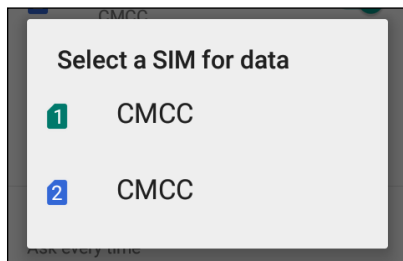 CMCC
Select a SIM for data
1 CMCC
2 CMCC
Ask every time